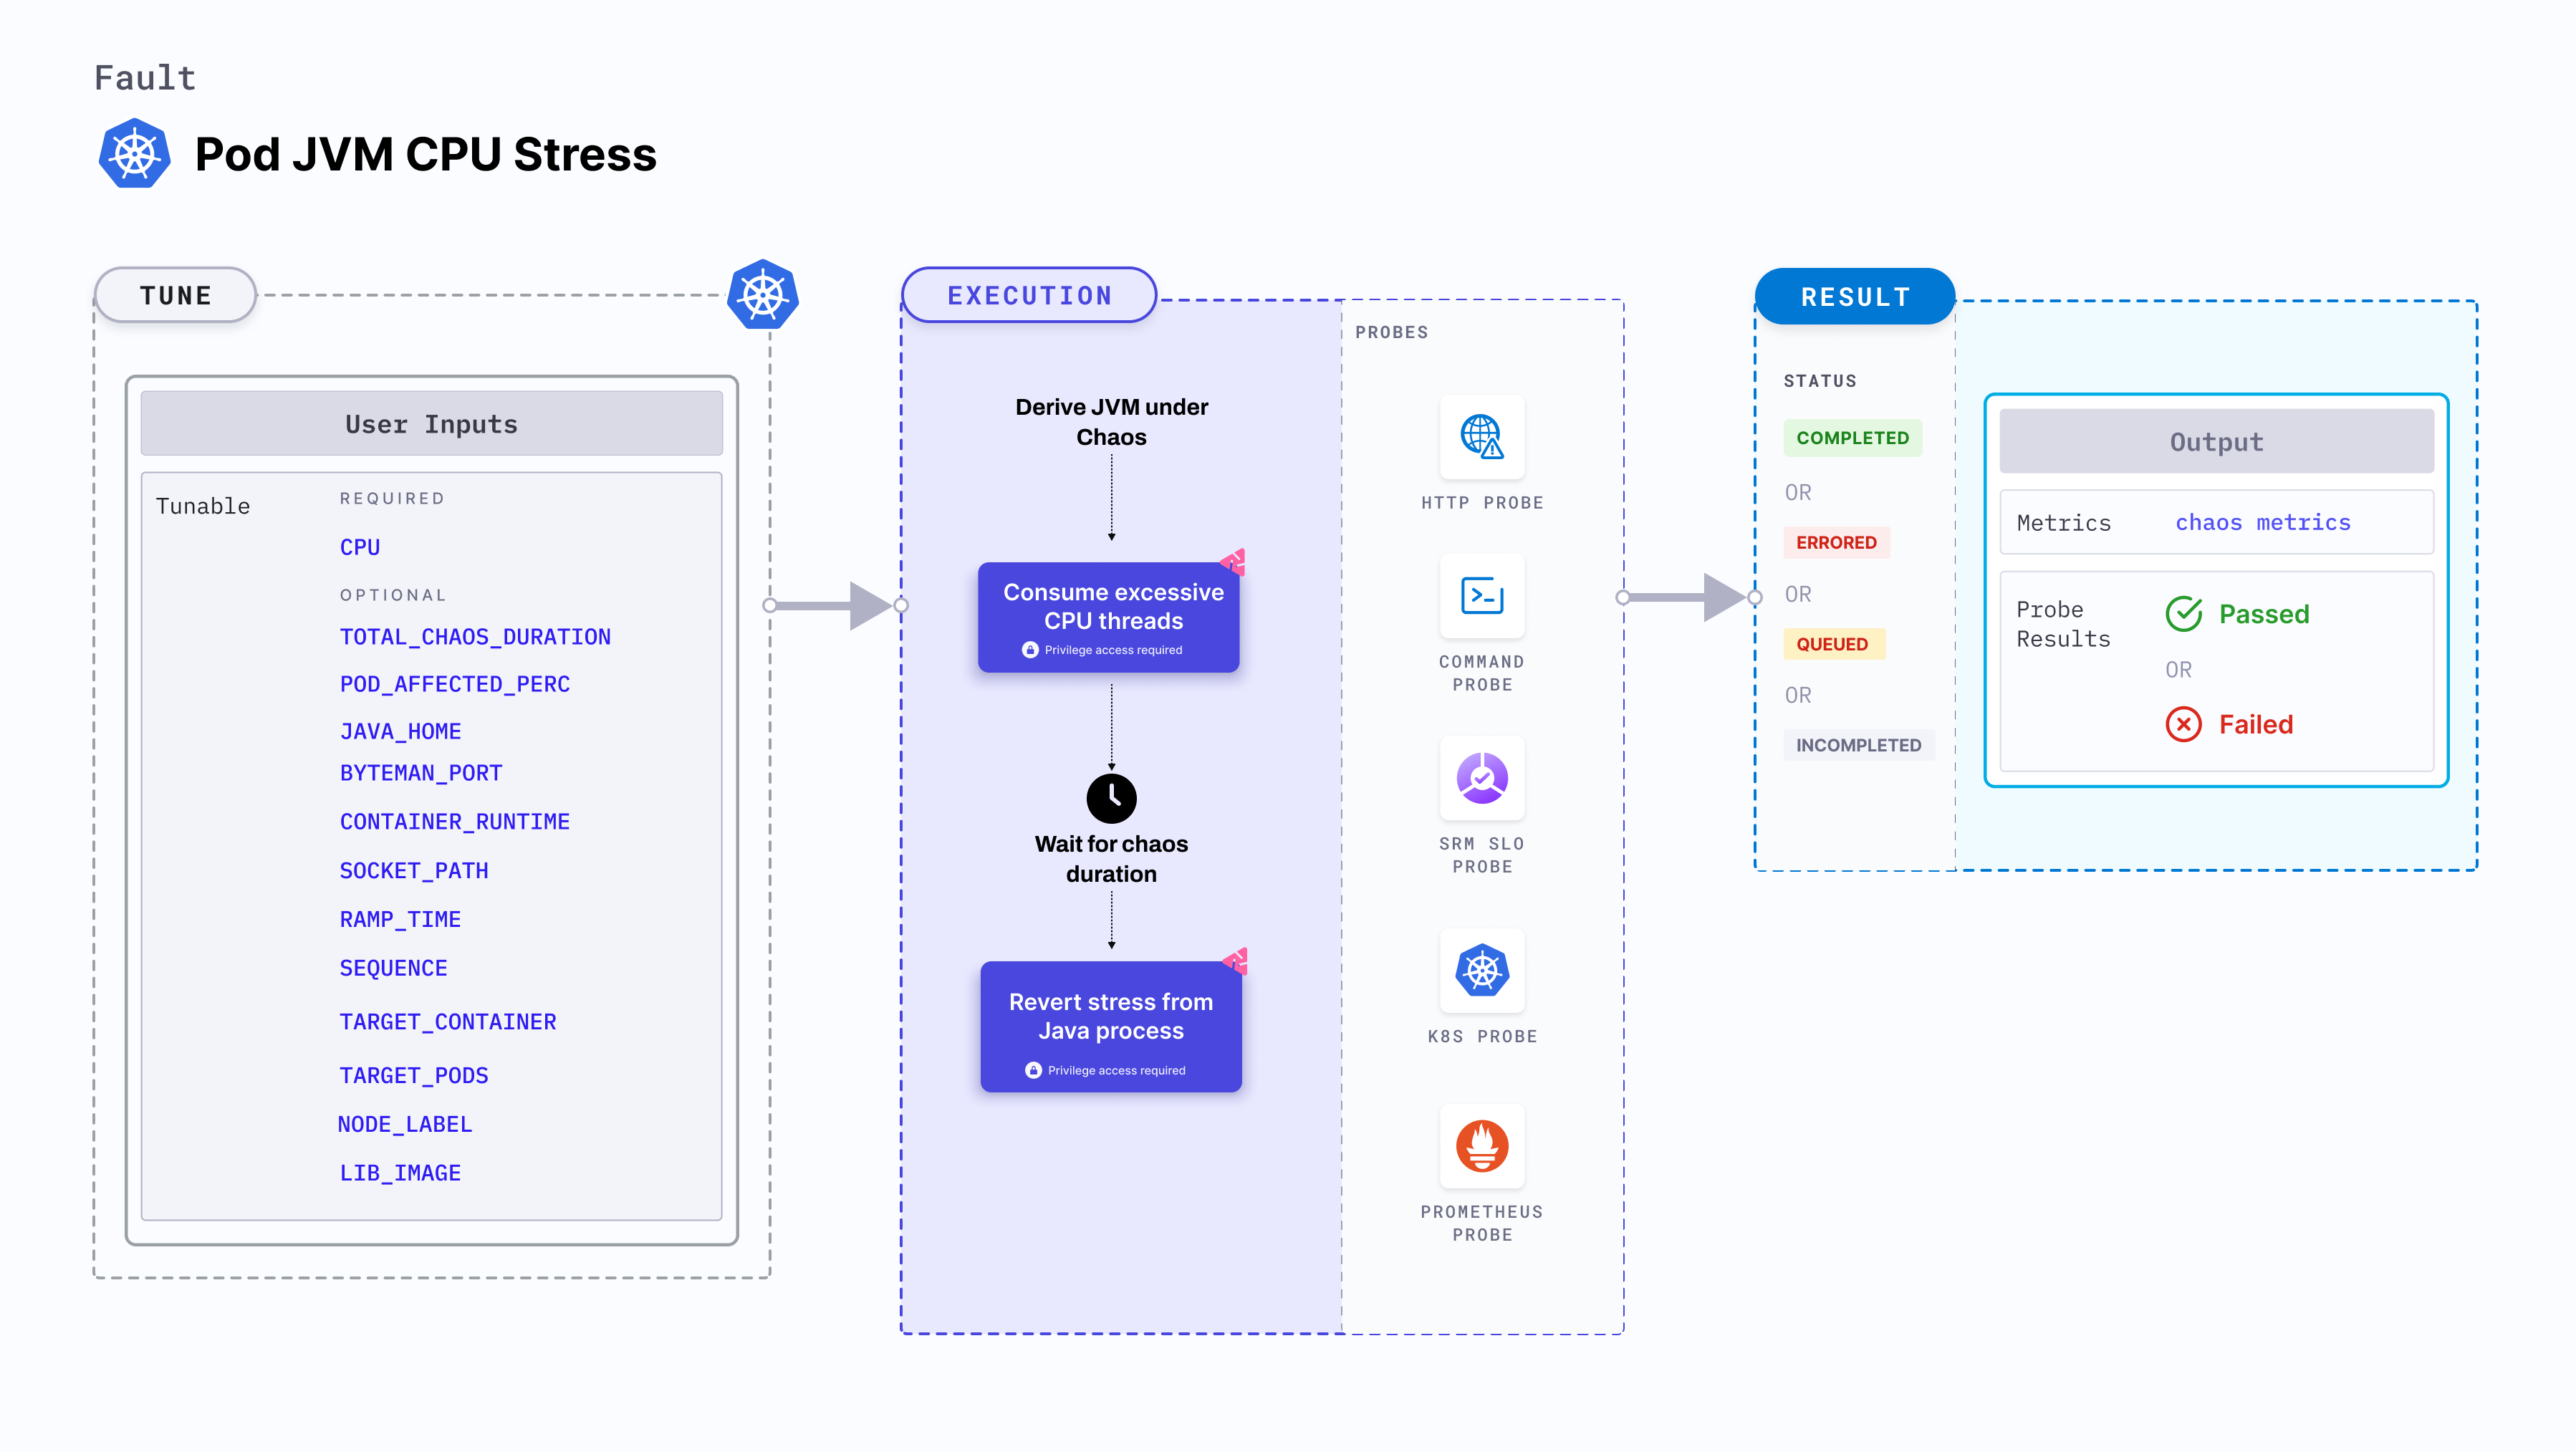 Fault
Pod JVM CPU Stress
TUNE
User Inputs
Tunable
REQUIRED
CPU
OPTIONAL
TOTAL_CHAOS_DURATION
POD_AFFECTED_PERC
JAVA_HOME
BYTEMAN_PORT
CONTAINER_RUNTIME
SOCKET_PATH
RAMP_TIME
SEQUENCE
TARGET_CONTAINER
TARGET_PODS
NODE_LABEL
LIB_IMAGE
EXECUTION
Derive JVM under
Chaos
Consume excessive
CPU threads
Privilege access required
Wait for chaos
duration
Revert stress from
Java process
Privilege access required
PROBES
HTTP PROBE
COMMAND
PROBE
SRM SLO
PROBE
K8S PROBE
PROMETHEUS
PROBE
RESULT
STATUS
COMPLETED
OR
ERRORED
OR
QUEUED
OR
INCOMPLETED
Output
Metrics
chaos metrics
Probe
Results
Passed
OR
Failed